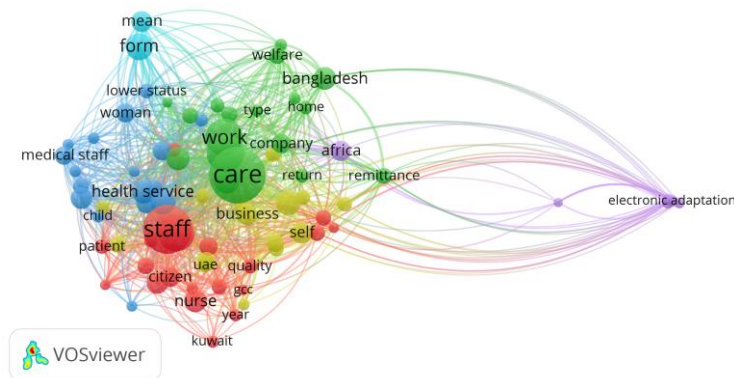 mean
form
welfare
bangladesh
lower status
woman
type
home
work
company
africa
medical staff
care
return
remittance
health service
electronic adaptation
child
business
staff
self
patient
uae
quality
citizen
gcc
nurse
year
kuwait
VOSviewer